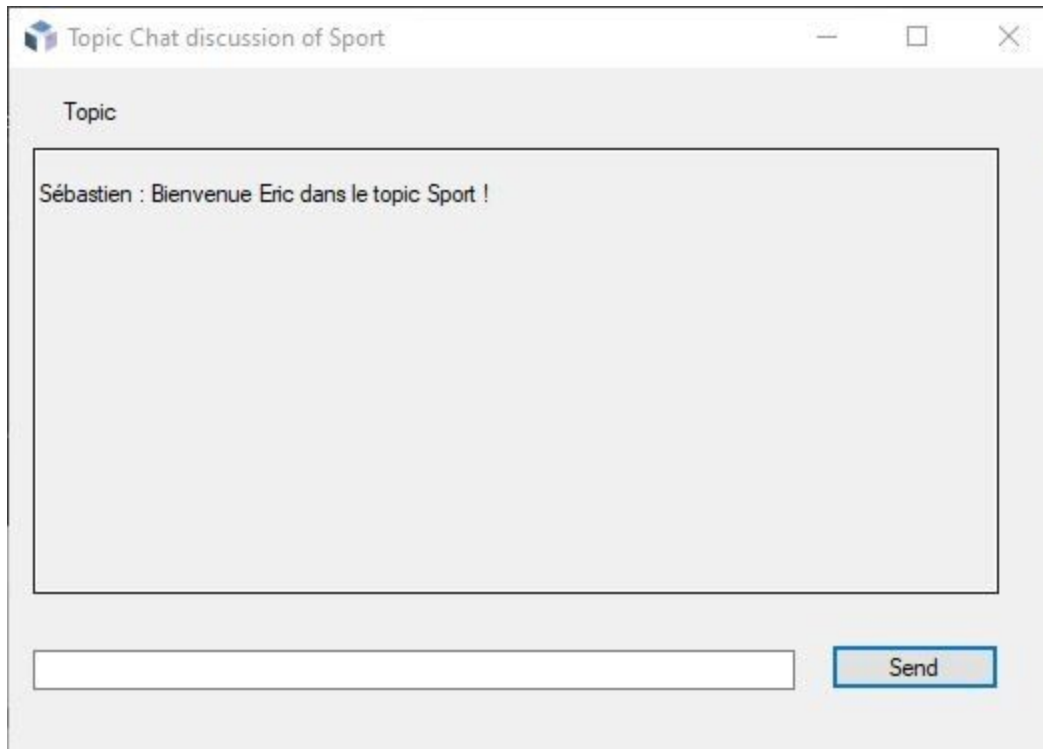 Topic Chat discussion of Sport
Topic
Sébastien : Bienvenue Eric dans le topic Sport !
Send